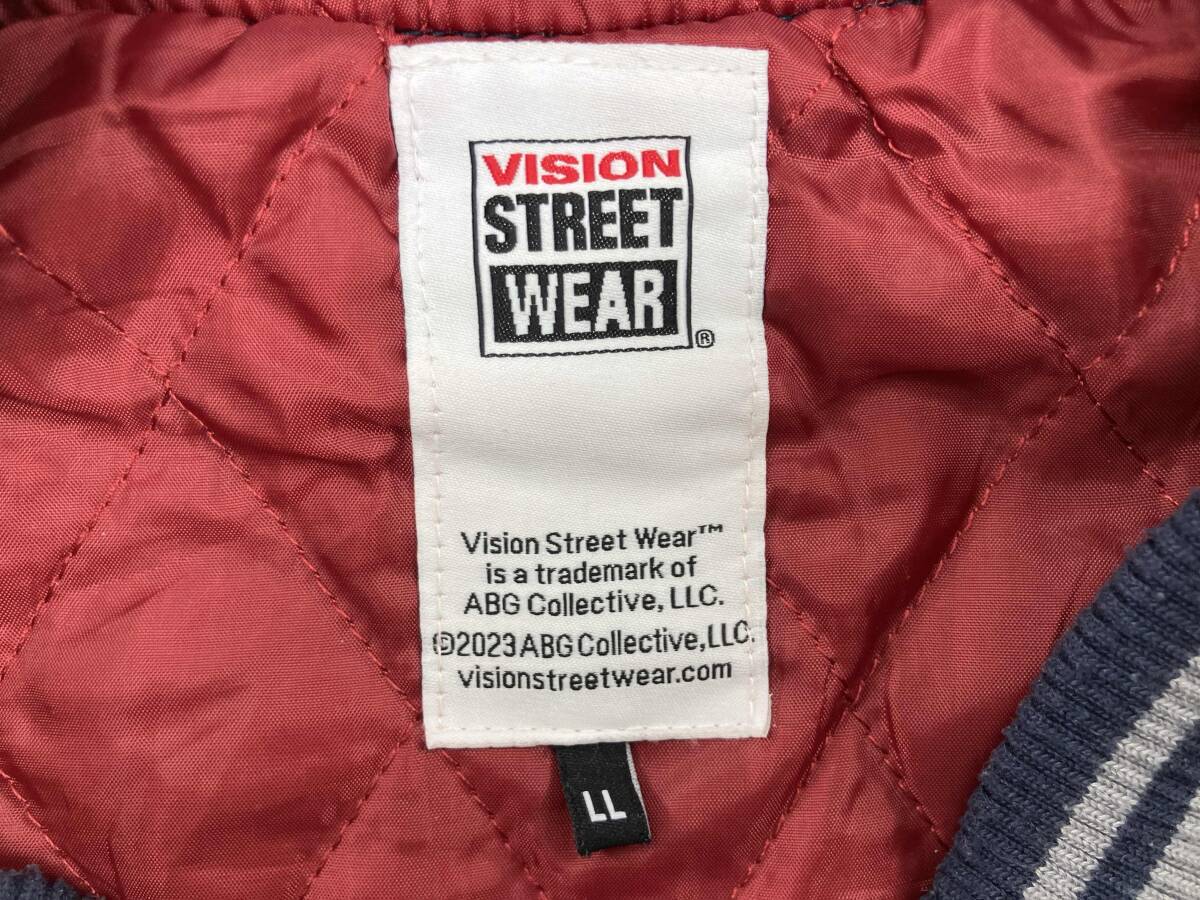 VISION
STREET
WEAR
®
Vision Street Wear™
is a trademark of
ABG Collective, LLC.
©2023 ABG Collective, LLC.
visionstreetwear.com
LL